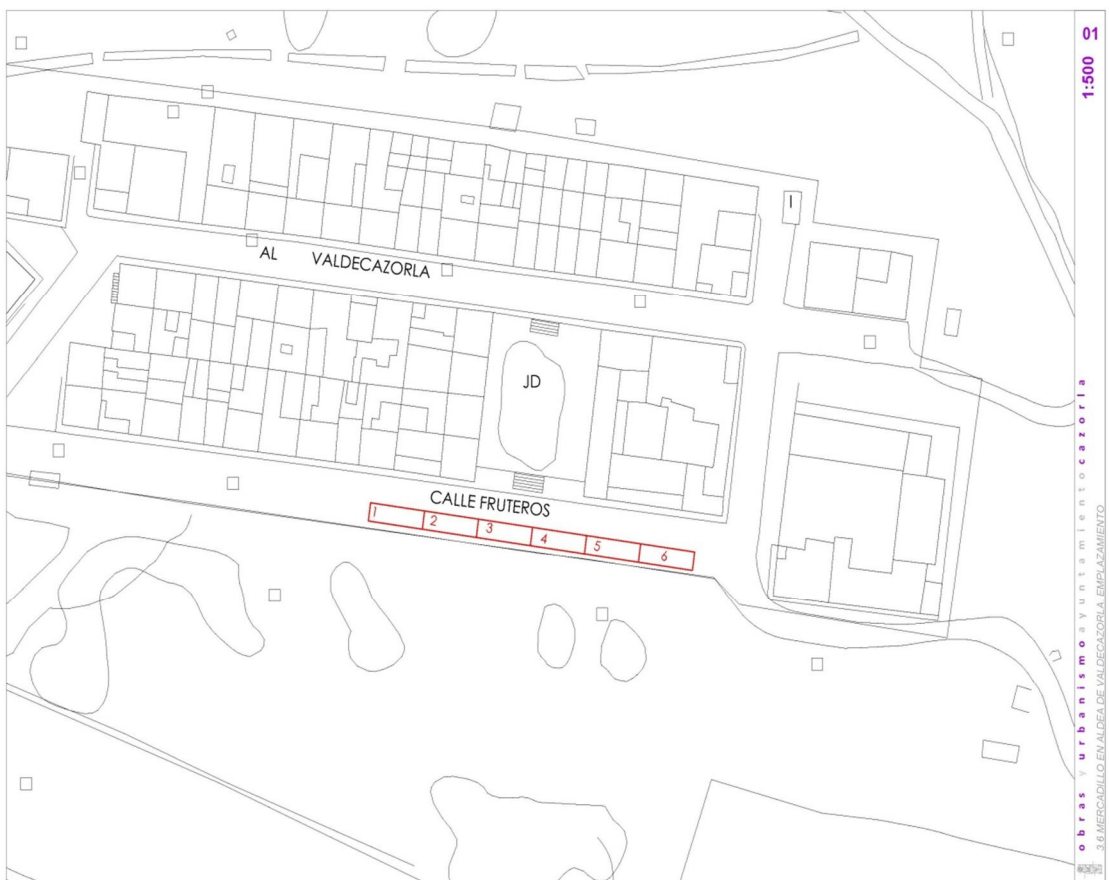 AL VALDECAZORLA
I
JD
CALLE FRUTEROS
1
2
3
4
5
6
01
1:500
obras y urbanismo ayuntamiento cazorla
3.6 MERCADILLO EN ALDEA DE VALDECAZORLA. EMPLAZAMIENTO